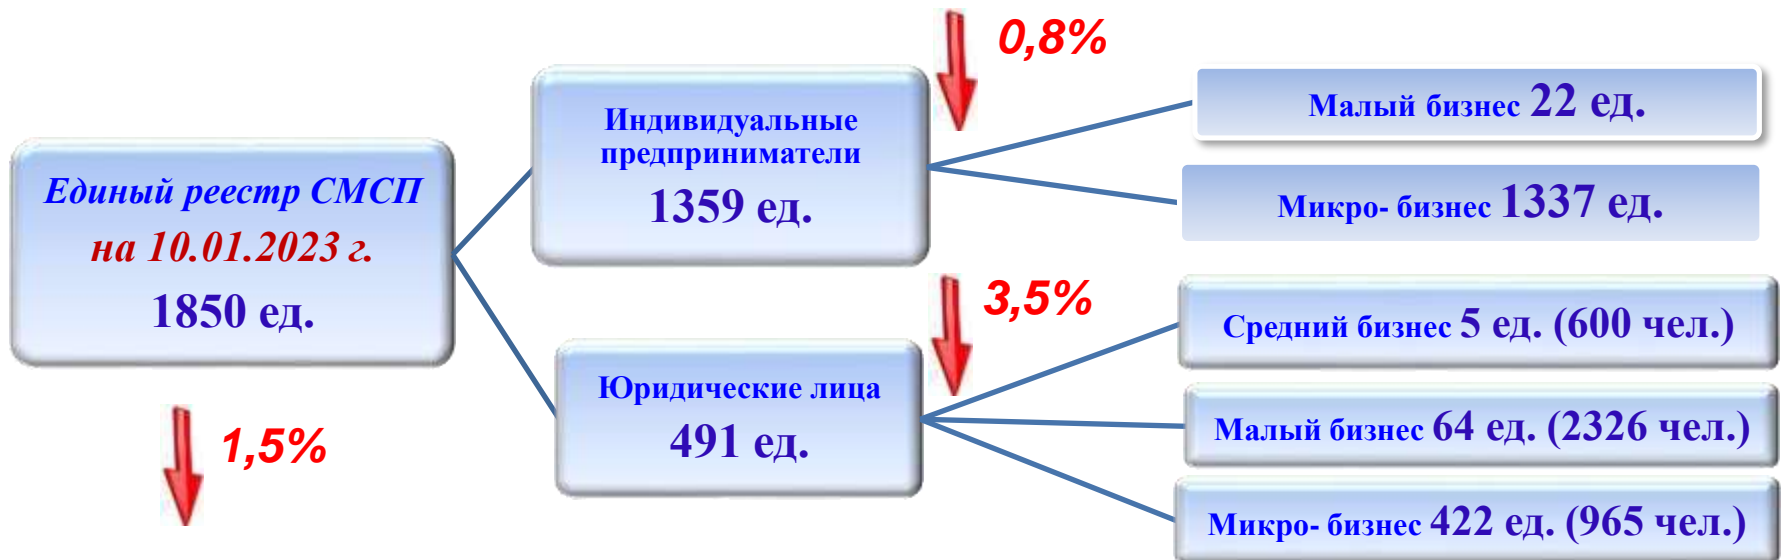 Единый реестр СМСП
на 10.01.2023 г.
1850 ед.
1,5%
Индивидуальные
предприниматели
1359 ед.
0,8%
Малый бизнес 22 ед.
Микро- бизнес 1337 ед.
Юридические лица
491 ед.
3,5%
Средний бизнес 5 ед. (600 чел.)
Малый бизнес 64 ед. (2326 чел.)
Микро- бизнес 422 ед. (965 чел.)